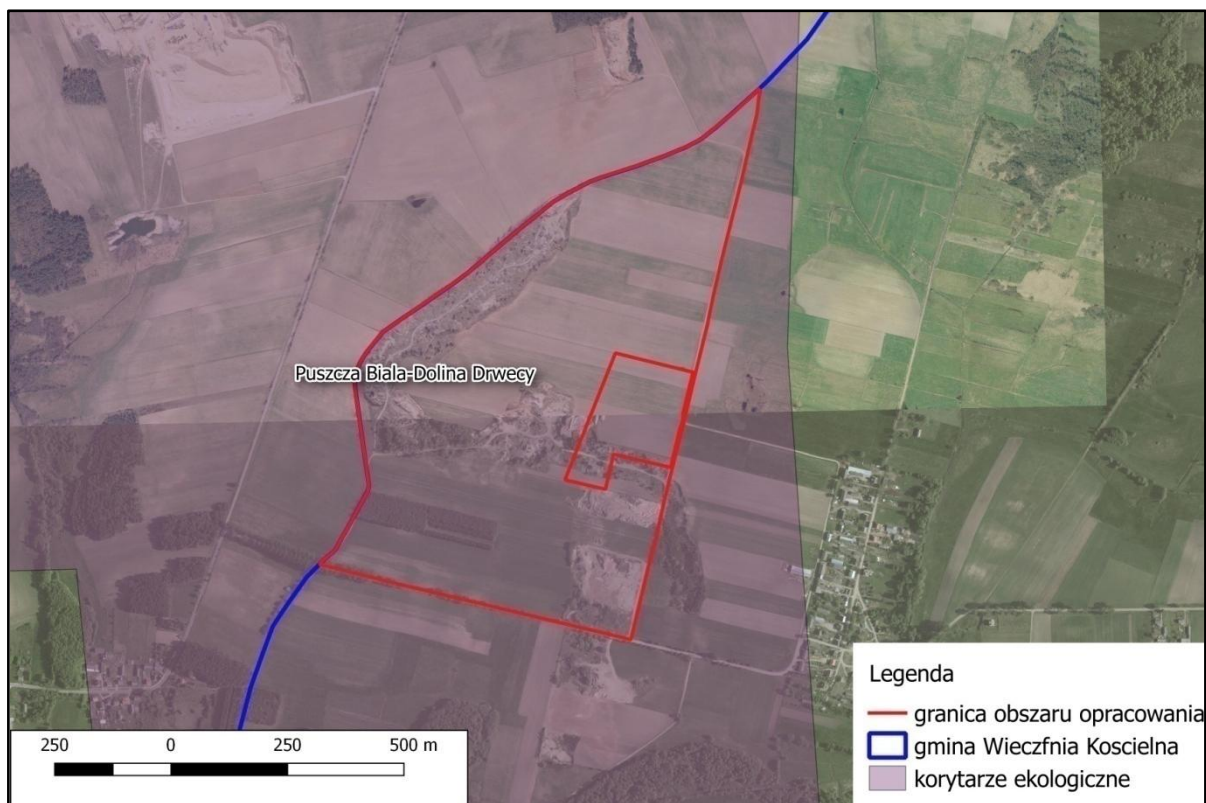 Puszcza Biala-Dolina Drwecy
Legenda
granica obszaru opracowania
gmina Wieczfnia Koscielna
korytarze ekologiczne
250 0 250 500 m